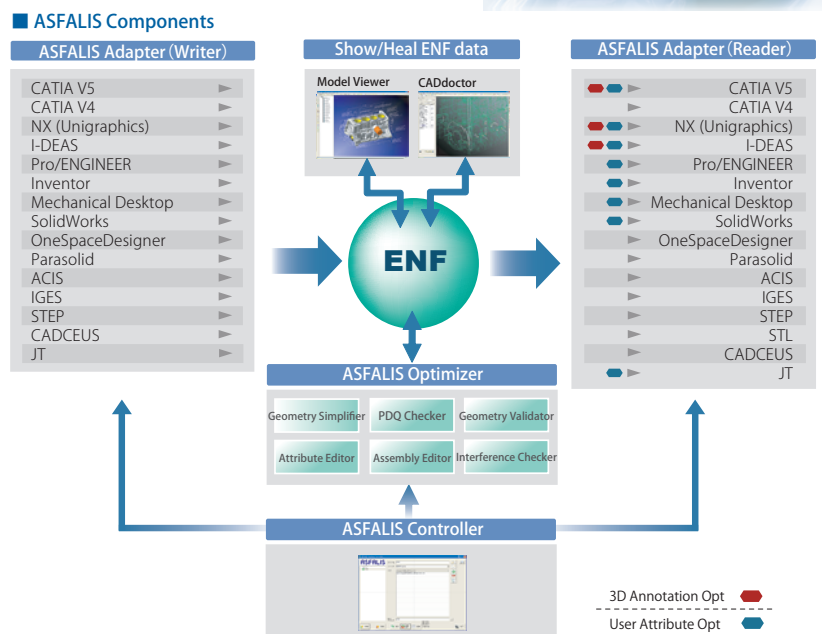 ■ ASFALIS Components
ASFALIS Adapter (Writer)
CATIA V5
CATIA V4
NX (Unigraphics)
I-DEAS
Pro/ENGINEER
Inventor
Mechanical Desktop
SolidWorks
OneSpaceDesigner
Parasolid
ACIS
IGES
STEP
CADCEUS
JT
Show/Heal ENF data
Model Viewer
CADdoctor
ENF
ASFALIS Adapter (Reader)
CATIA V5
CATIA V4
NX (Unigraphics)
I-DEAS
Pro/ENGINEER
Inventor
Mechanical Desktop
SolidWorks
OneSpaceDesigner
Parasolid
ACIS
IGES
STEP
STL
CADCEUS
JT
ASFALIS Optimizer
Geometry Simplifier
PDQ Checker
Geometry Validator
Attribute Editor
Assembly Editor
Interference Checker
ASFALIS Controller
ASFALIS
3D Annotation Opt
User Attribute Opt